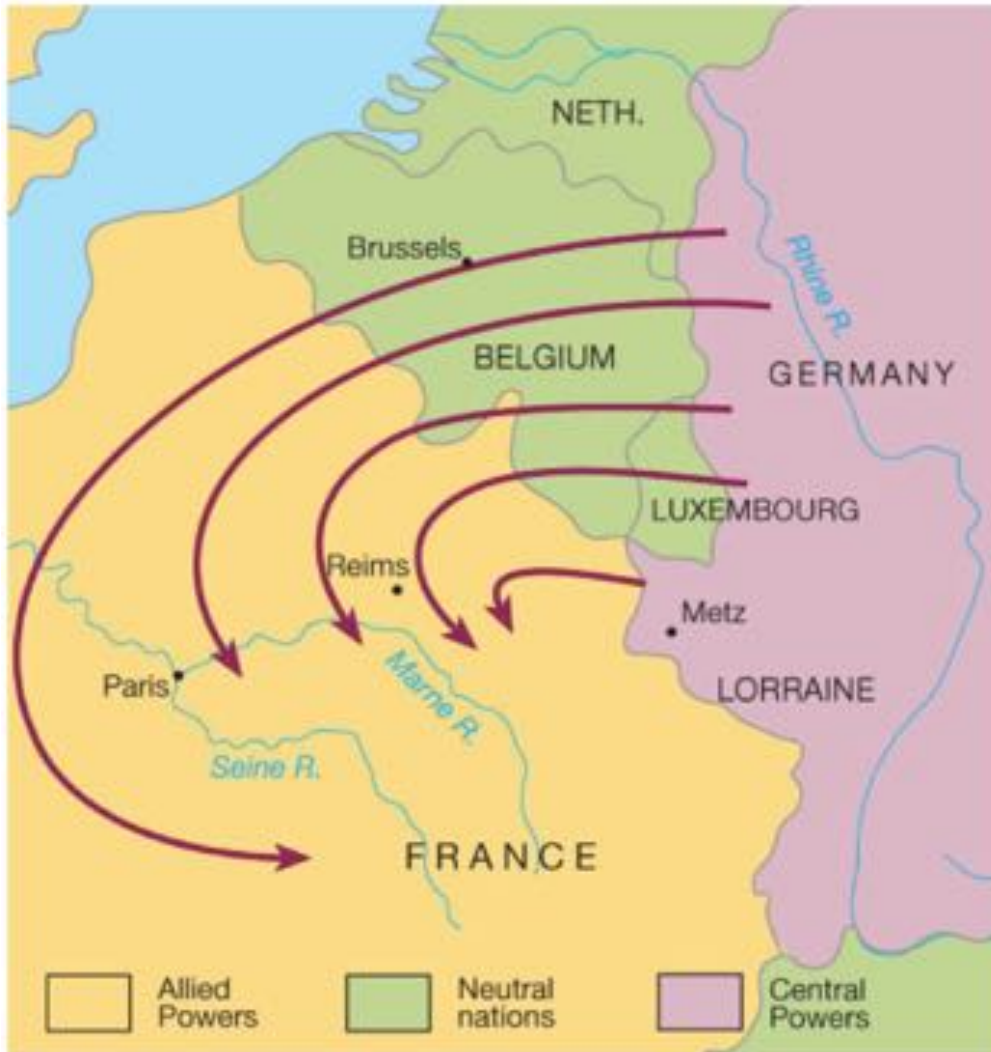 NETH.
Brussels
Rhine R.
BELGIUM
GERMANY
LUXEMBOURG
Reims
Metz
Paris
Marne R.
LORRAINE
Seine R.
FRANCE
Allied
Powers
Neutral
nations
Central
Powers